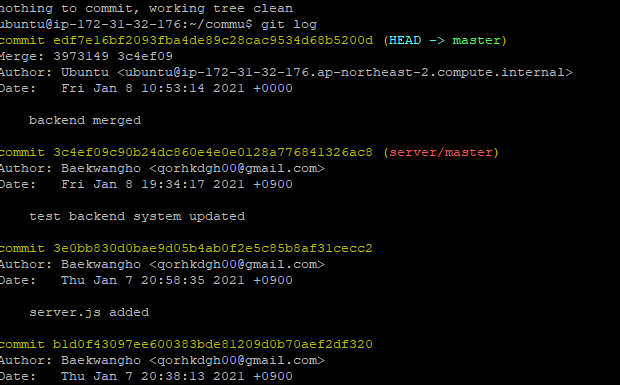 nothing to commit, working tree clean
ubuntu@ip-172-31-32-176:~/commu$ git log
commit edf7e16bf2093fba4de89c28cac9534d68b5200d (HEAD -> master)
Merge: 3973149 3c4ef09
Author: Ubuntu <ubuntu@ip-172-31-32-176.ap-northeast-2.compute.internal>
Date:   Fri Jan 8 10:53:14 2021 +0000
    backend merged
commit 3c4ef09c90b24dc860e4e0e0128a776841326ac8 (server/master)
Author: Baekwangho <qorhkdgh00@gmail.com>
Date:   Fri Jan 8 19:34:17 2021 +0900
    test backend system updated
commit 3e0bb830d0bae9d05b4ab0f2e5c85b8af31cecc2
Author: Baekwangho <qorhkdgh00@gmail.com>
Date:   Thu Jan 7 20:58:35 2021 +0900
    server.js added
commit b1d0f43097ee600383bde81209d0b70aef2df320
Author: Baekwangho <qorhkdgh00@gmail.com>
Date:   Thu Jan 7 20:38:13 2021 +0900